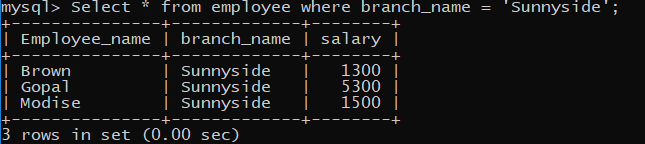 mysql> Select * from employee where branch_name = 'Sunnyside';
+---------------+-------------+--------+
| Employee_name | branch_name | salary |
+---------------+-------------+--------+
| Brown         | Sunnyside   |   1300 |
| Gopal         | Sunnyside   |   5300 |
| Modise        | Sunnyside   |   1500 |
+---------------+-------------+--------+
3 rows in set (0.00 sec)